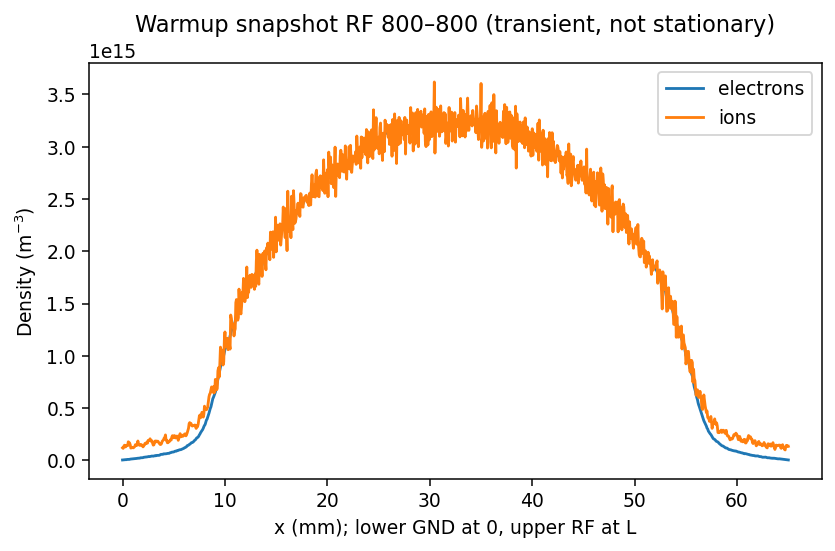 Warmup snapshot RF 800–800 (transient, not stationary)
1e15
electrons
ions
3.5
3.0
2.5
2.0
1.5
1.0
0.5
0.0
Density (m⁻³)
0 10 20 30 40 50 60
x (mm); lower GND at 0, upper RF at L